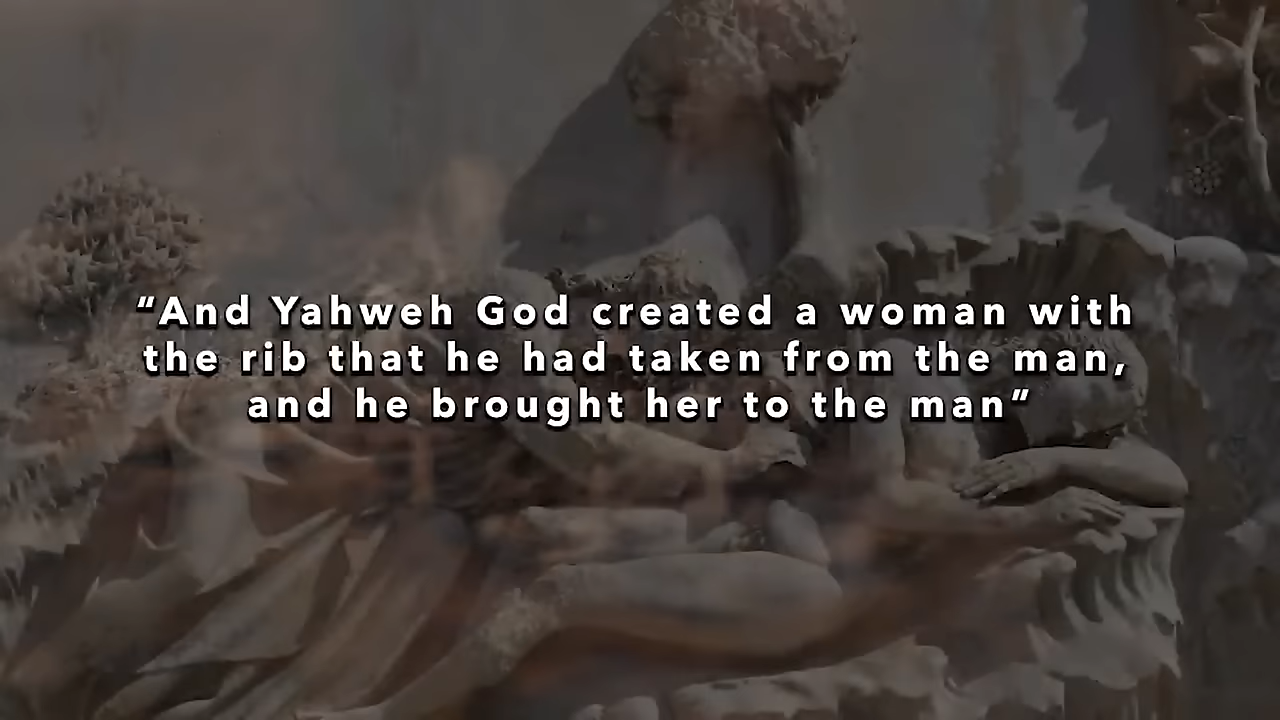 “And Yahweh God created a woman with
the rib that he had taken from the man,
and he brought her to the man”